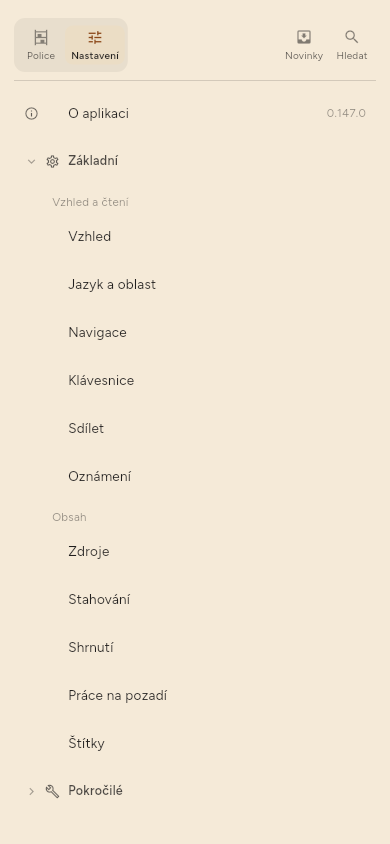 Police
Nastavení
Novinky
Hledat
O aplikaci
0.147.0
Základní
Vzhled a čtení
Vzhled
Jazyk a oblast
Navigace
Klávesnice
Sdílet
Oznámení
Obsah
Zdroje
Stahování
Shrnutí
Práce na pozadí
Štítky
Pokročilé